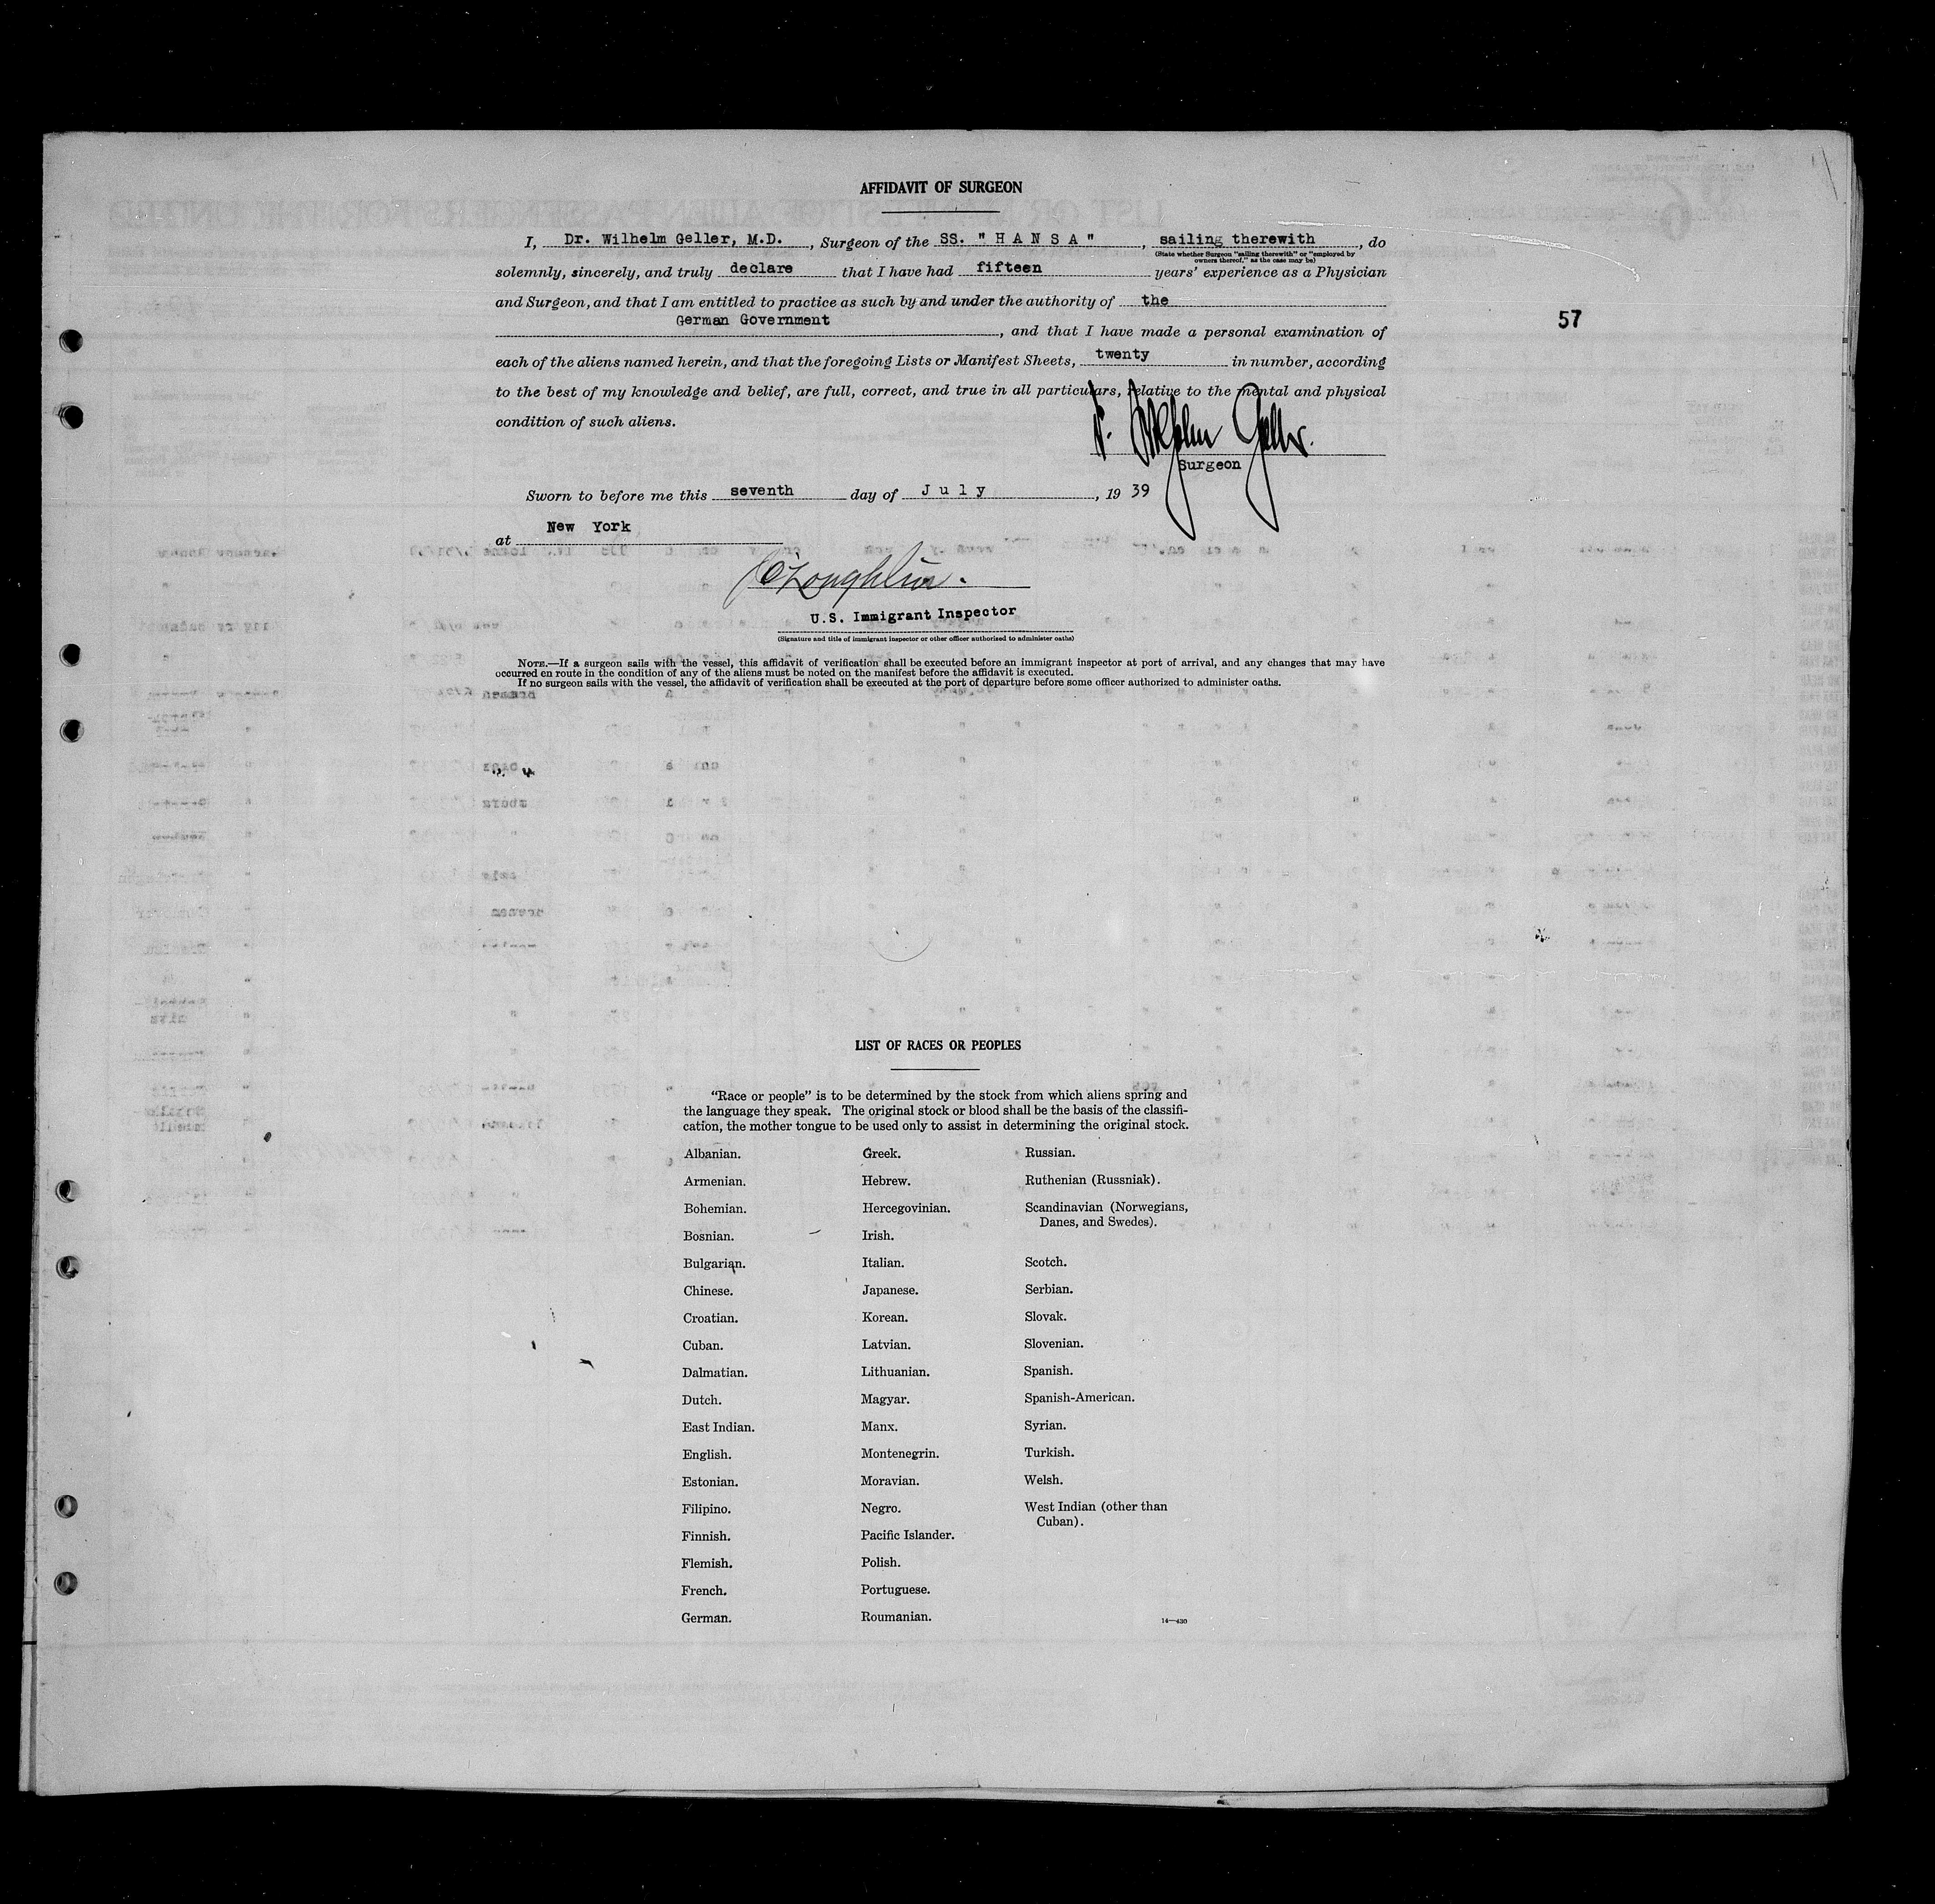 AFFIDAVIT OF SURGEON
I, Dr. Wilhelm Geller, M.D. , Surgeon of the SS. " H A N S A " , sailing therewith , do
(State whether Surgeon "sailing therewith" or "employed by
owners thereof," as the case may be)
solemnly, sincerely, and truly declare that I have had fifteen years' experience as a Physician
and Surgeon, and that I am entitled to practice as such by and under the authority of the
German Government , and that I have made a personal examination of
57
each of the aliens named herein, and that the foregoing Lists or Manifest Sheets, twenty in number, according
to the best of my knowledge and belief, are full, correct, and true in all particulars, relative to the mental and physical
condition of such aliens.
Wilhelm Geller.
Surgeon
Sworn to before me this seventh day of J u l y , 19 39
at New York
O'Loughlin.
U.S. Immigrant Inspector
(Signature and title of immigrant inspector or other officer authorized to administer oaths)
NOTE.—If a surgeon sails with the vessel, this affidavit of verification shall be executed before an immigrant inspector at port of arrival, and any changes that may have
occurred en route in the condition of any of the aliens must be noted on the manifest before the affidavit is executed.
If no surgeon sails with the vessel, the affidavit of verification shall be executed at the port of departure before some officer authorized to administer oaths.
LIST OF RACES OR PEOPLES
"Race or people" is to be determined by the stock from which aliens spring and
the language they speak. The original stock or blood shall be the basis of the classifi-
cation, the mother tongue to be used only to assist in determining the original stock.
Albanian.
Armenian.
Bohemian.
Bosnian.
Bulgarian.
Chinese.
Croatian.
Cuban.
Dalmatian.
Dutch.
East Indian.
English.
Estonian.
Filipino.
Finnish.
Flemish.
French.
German.
Greek.
Hebrew.
Hercegovinian.
Irish.
Italian.
Japanese.
Korean.
Latvian.
Lithuanian.
Magyar.
Manx.
Montenegrin.
Moravian.
Negro.
Pacific Islander.
Polish.
Portuguese.
Roumanian.
Russian.
Ruthenian (Russniak).
Scandinavian (Norwegians,
Danes, and Swedes).
Scotch.
Serbian.
Slovak.
Slovenian.
Spanish.
Spanish-American.
Syrian.
Turkish.
Welsh.
West Indian (other than
Cuban).
14—430